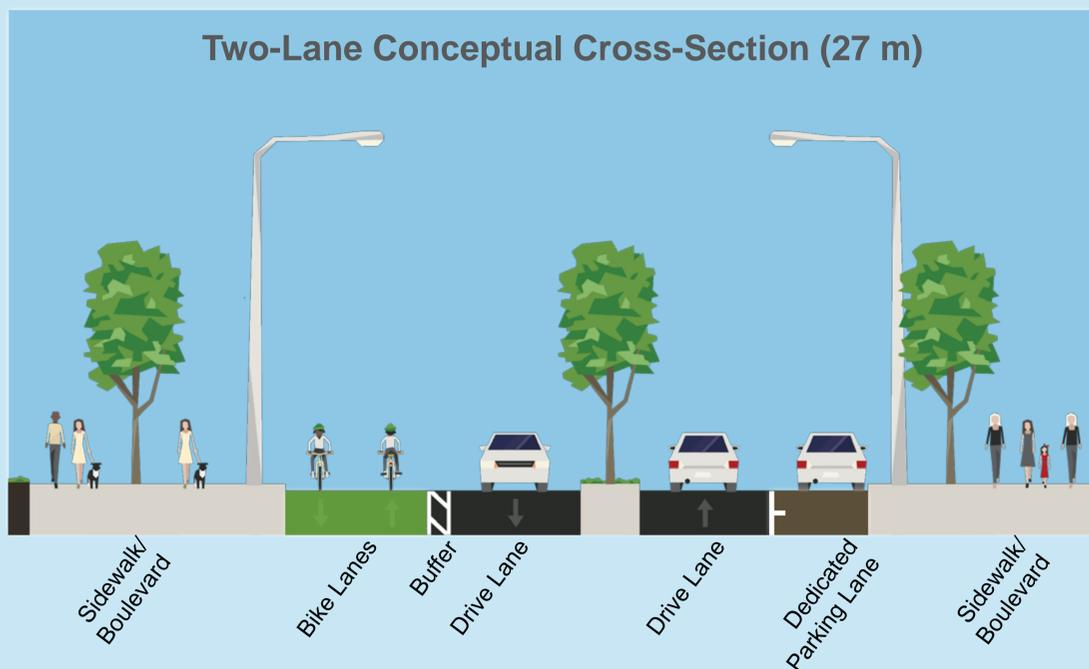 Two-Lane Conceptual Cross-Section (27 m)
Sidewalk/
Boulevard
Bike Lanes
Buffer
Drive Lane
Drive Lane
Dedicated
Parking Lane
Sidewalk/
Boulevard